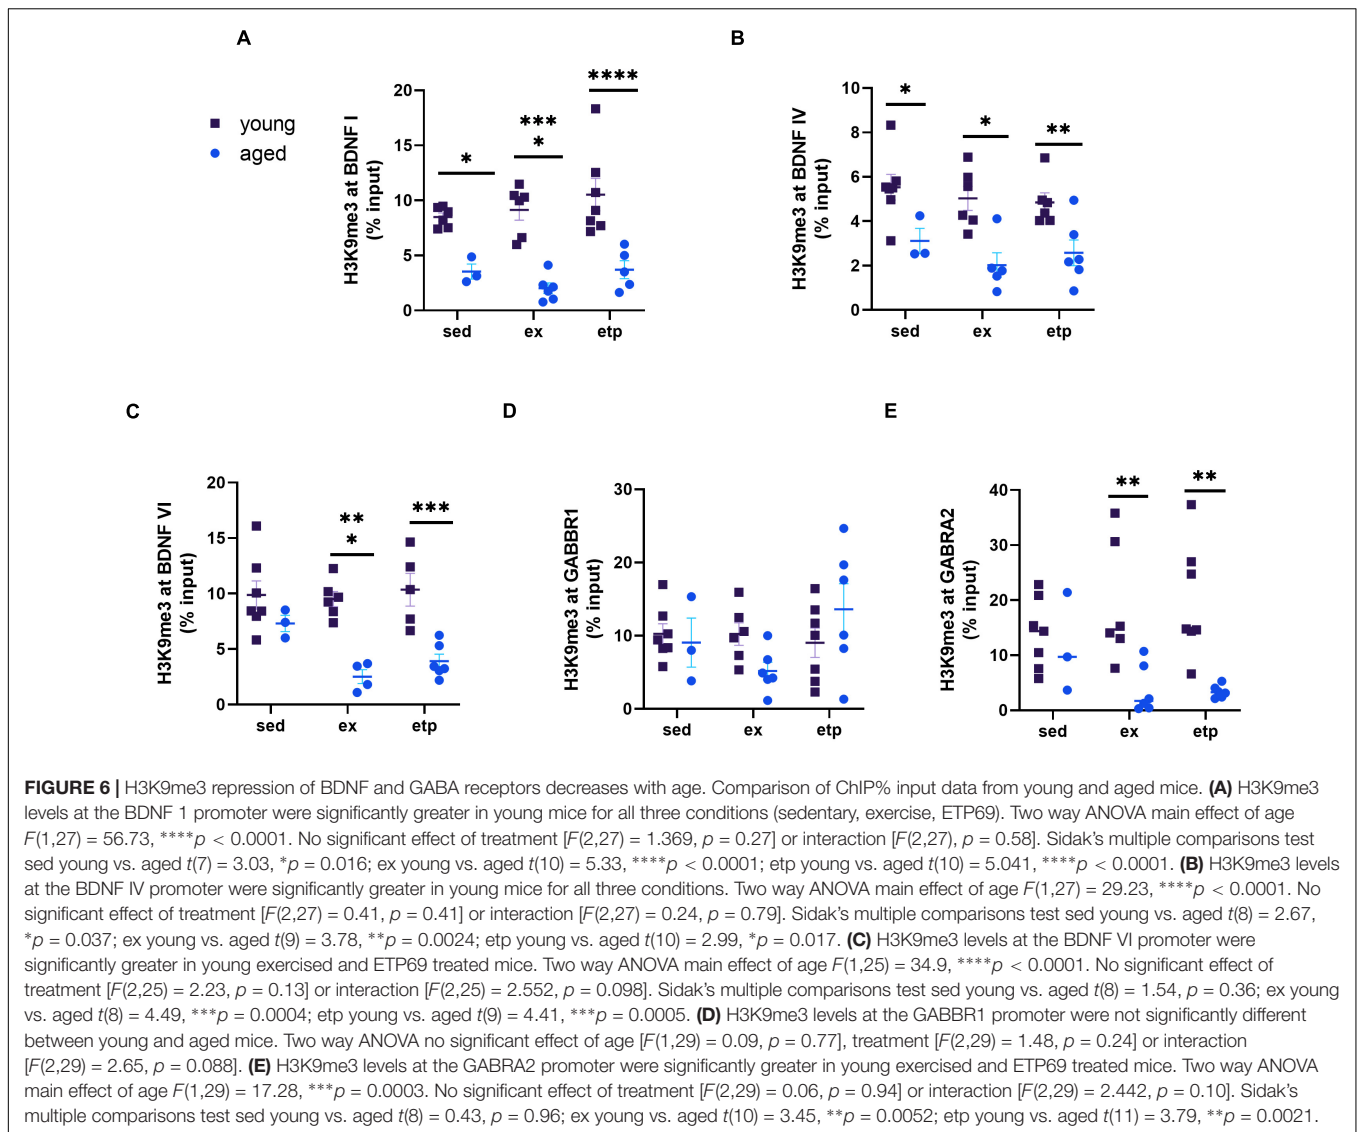 A
B
young
aged
H3K9me3 at BDNF I
(% input)
20
15
10
5
0
*
***
*
****
sed ex etp
H3K9me3 at BDNF IV
(% input)
10
8
6
4
2
0
*
*
**
sed ex etp
C
D
E
H3K9me3 at BDNF VI
(% input)
20
15
10
5
0
**
*
***
sed ex etp
H3K9me3 at GABBR1
(% input)
30
20
10
0
sed ex etp
H3K9me3 at GABRA2
(% input)
40
30
20
10
0
**
**
sed ex etp
FIGURE 6 | H3K9me3 repression of BDNF and GABA receptors decreases with age. Comparison of ChIP% input data from young and aged mice. (A) H3K9me3
levels at the BDNF 1 promoter were significantly greater in young mice for all three conditions (sedentary, exercise, ETP69). Two way ANOVA main effect of age
F(1,27) = 56.73, ****p < 0.0001. No significant effect of treatment [F(2,27) = 1.369, p = 0.27] or interaction [F(2,27), p = 0.58]. Sidak's multiple comparisons test
sed young vs. aged t(7) = 3.03, *p = 0.016; ex young vs. aged t(10) = 5.33, ****p < 0.0001; etp young vs. aged t(10) = 5.041, ****p < 0.0001. (B) H3K9me3 levels
at the BDNF IV promoter were significantly greater in young mice for all three conditions. Two way ANOVA main effect of age F(1,27) = 29.23, ****p < 0.0001. No
significant effect of treatment [F(2,27) = 0.41, p = 0.41] or interaction [F(2,27) = 0.24, p = 0.79]. Sidak's multiple comparisons test sed young vs. aged t(8) = 2.67,
*p = 0.037; ex young vs. aged t(9) = 3.78, **p = 0.0024; etp young vs. aged t(10) = 2.99, *p = 0.017. (C) H3K9me3 levels at the BDNF VI promoter were
significantly greater in young exercised and ETP69 treated mice. Two way ANOVA main effect of age F(1,25) = 34.9, ****p < 0.0001. No significant effect of
treatment [F(2,25) = 2.23, p = 0.13] or interaction [F(2,25) = 2.552, p = 0.098]. Sidak's multiple comparisons test sed young vs. aged t(8) = 1.54, p = 0.36; ex young
vs. aged t(8) = 4.49, ***p = 0.0004; etp young vs. aged t(9) = 4.41, ***p = 0.0005. (D) H3K9me3 levels at the GABBR1 promoter were not significantly different
between young and aged mice. Two way ANOVA no significant effect of age [F(1,29) = 0.09, p = 0.77], treatment [F(2,29) = 1.48, p = 0.24] or interaction
[F(2,29) = 2.65, p = 0.088]. (E) H3K9me3 levels at the GABRA2 promoter were significantly greater in young exercised and ETP69 treated mice. Two way ANOVA
main effect of age F(1,29) = 17.28, ***p = 0.0003. No significant effect of treatment [F(2,29) = 0.06, p = 0.94] or interaction [F(2,29) = 2.442, p = 0.10]. Sidak's
multiple comparisons test sed young vs. aged t(8) = 0.43, p = 0.96; ex young vs. aged t(10) = 3.45, **p = 0.0052; etp young vs. aged t(11) = 3.79, **p = 0.0021.